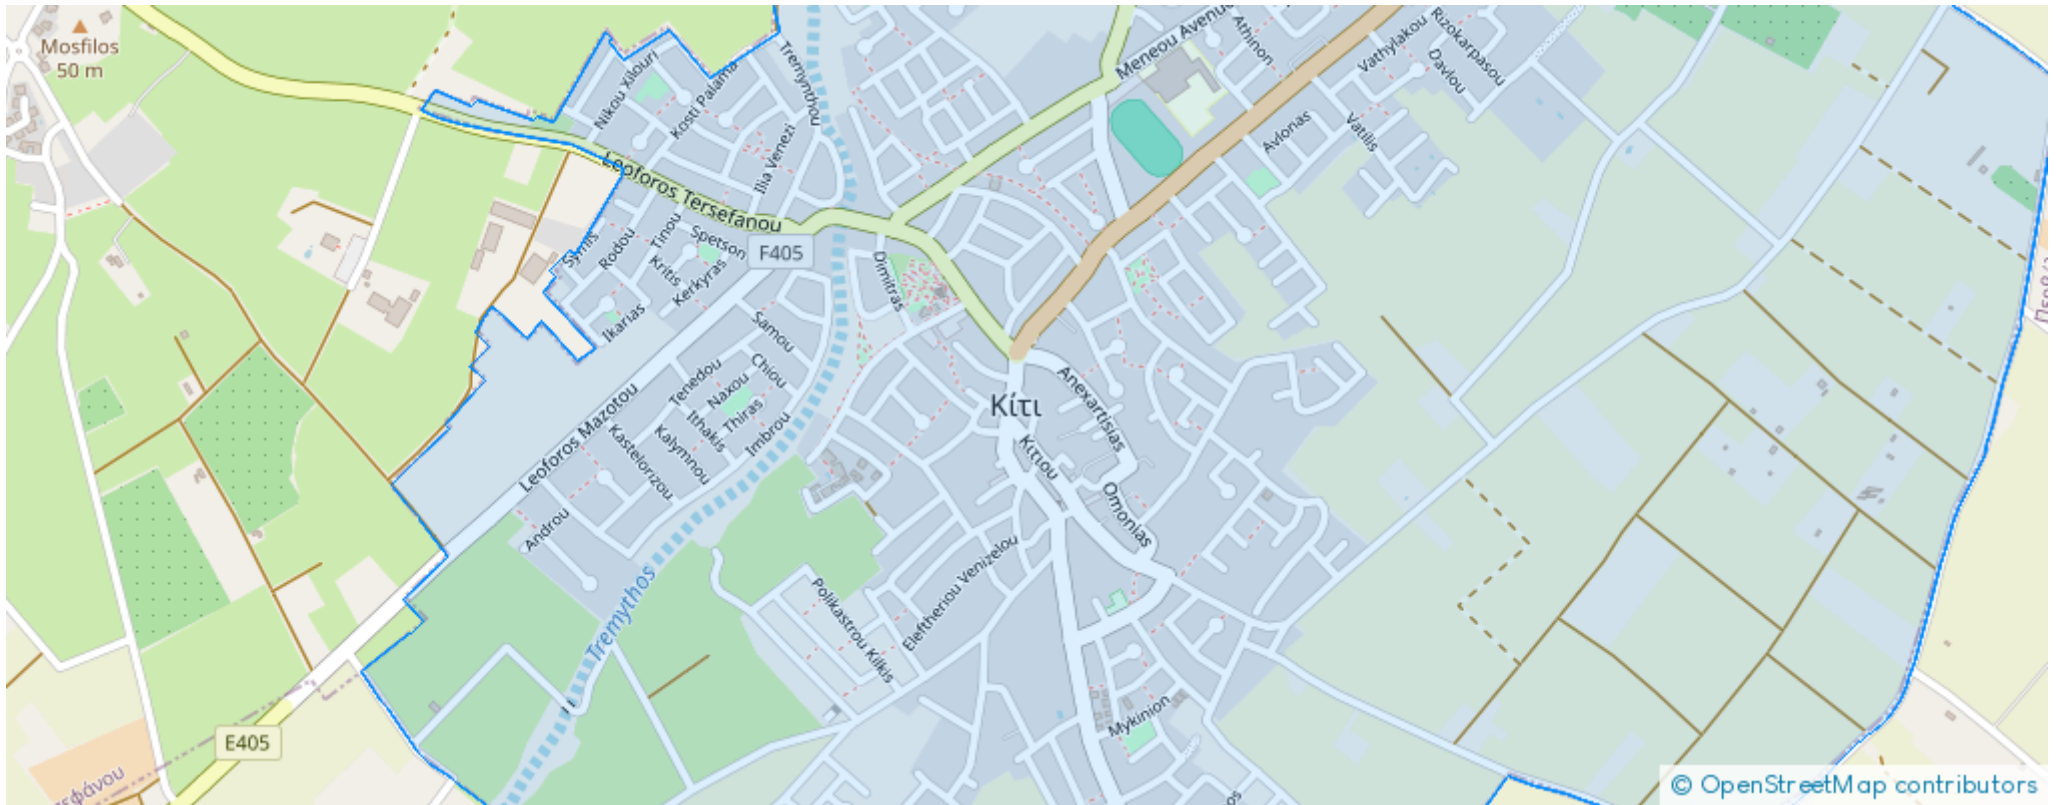 Mosfilos
50 m
Nikou Xilouri
Kosti Palama
Tremynthou
Ilia Venezi
Leoforos Tersefanou
Meneou Avenue
Athinon
Vathylakou
Rizokarpasou
Davlou
Avlonas
Vatilis
Symis
Rodou
Tinou
Spetson
Kritis
Kerkyras
Ikarias
F405
Dimitras
Samou
Chiou
Tenedou
Naxou
Thiras
Ithakis
Imbrou
Kalymnou
Kastelorizou
Leoforos Mazotou
Androu
Κίτι
Anexartisias
Κιτιου
Omonias
Eleftheriou Venizelou
Polikastrou Kilkis
Tremythos
Mykinion
E405
© OpenStreetMap contributors